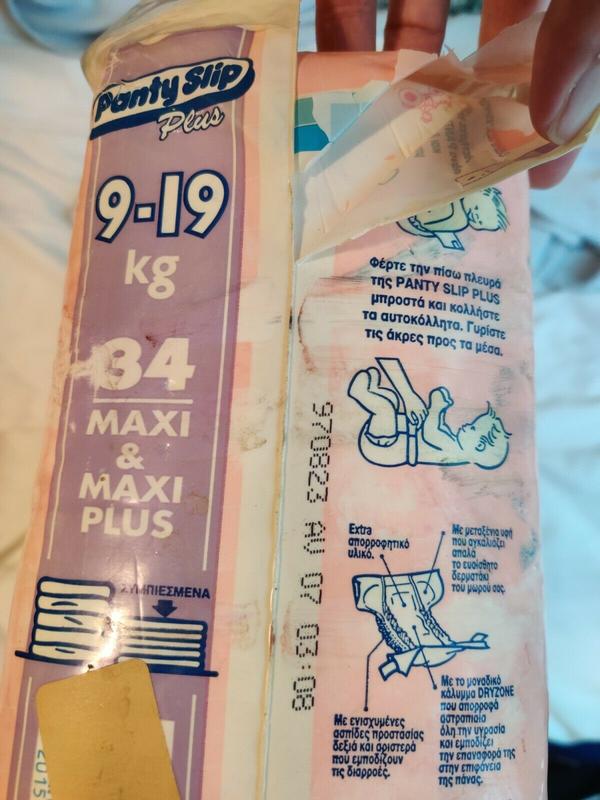 Panty Slip
Plus
9-19
kg
34
MAXI
&
MAXI
PLUS
ΣΥΜΠΙΕΣΜΕΝΑ
2015
Φέρτε την πίσω πλευρά
της PANTY SLIP PLUS
μπροστά και κολλήστε
τα αυτοκόλλητα. Γυρίστε
τις άκρες προς τα μέσα.
970823 AU 07 03:08
Extra
απορροφητικό
υλικό.
Με μεταξένια υφή
που αγκαλιάζει
απαλά
το ευαίσθητο
δερματάκι
του μωρού σας.
Με ενισχυμένες
ασπίδες προστασίας
δεξιά και αριστερά
που εμποδίζουν
τις διαρροές.
Με το μοναδικό
κάλυμμα DRYZONE
που απορροφά
αστραπιαία
όλη την υγρασία
και εμποδίζει
την επαναφορά της
στην επιφάνεια
της πάνας.